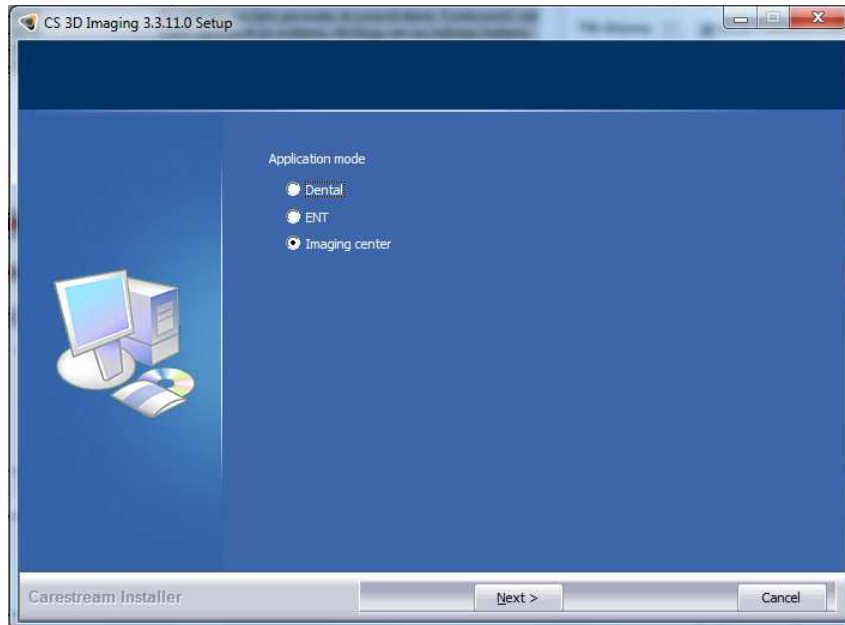 CS 3D Imaging 3.3.11.0 Setup
Application mode
Dental
ENT
Imaging center
Carestream Installer
Next >
Cancel